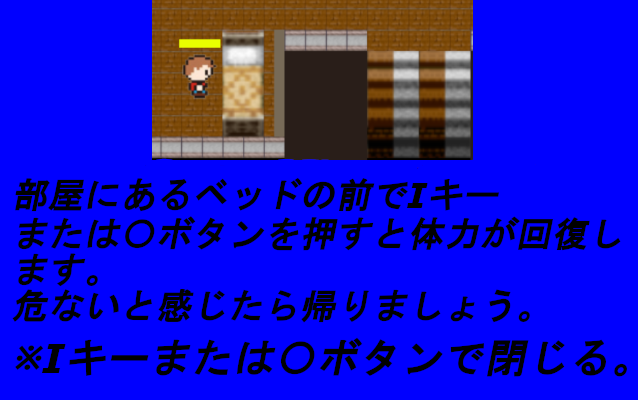 部屋にあるベッドの前でIキー
または〇ボタンを押すと体力が回復し
ます。
危ないと感じたら帰りましょう。
※Iキーまたは〇ボタンで閉じる。